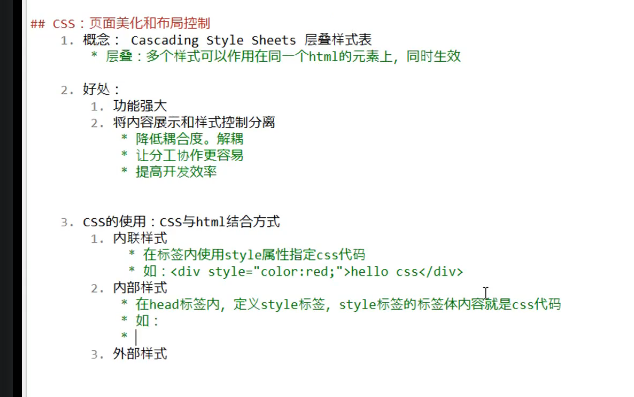 ## CSS：页面美化和布局控制
1. 概念： Cascading Style Sheets 层叠样式表
* 层叠：多个样式可以作用在同一个html的元素上，同时生效
2. 好处：
1. 功能强大
2. 将内容展示和样式控制分离
* 降低耦合度。解耦
* 让分工协作更容易
* 提高开发效率
3. CSS的使用：CSS与html结合方式
1. 内联样式
* 在标签内使用style属性指定css代码
* 如：<div style="color:red;">hello css</div>
2. 内部样式
* 在head标签内，定义style标签，style标签的标签体内容就是css代码
* 如：
*
3. 外部样式